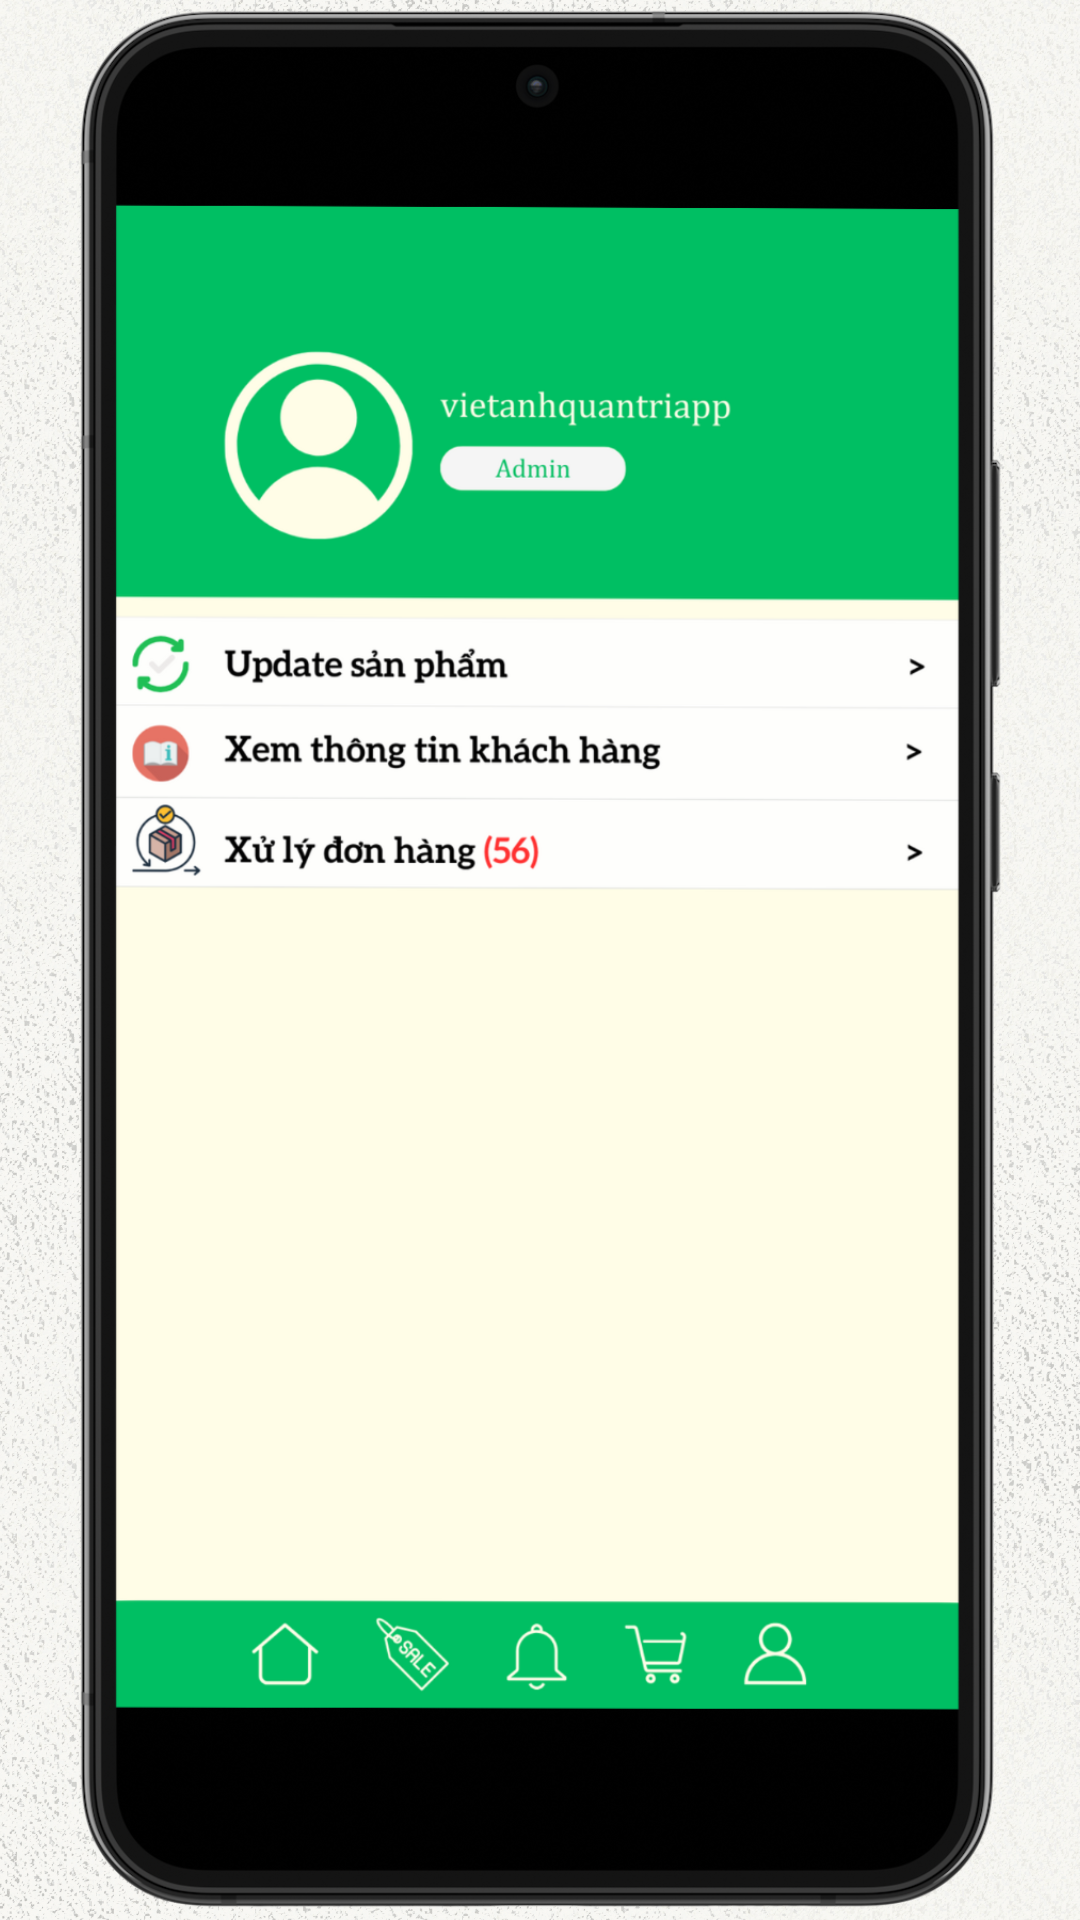 vietanhquantriapp
Admin
Update sản phẩm >
Xem thông tin khách hàng >
Xử lý đơn hàng (56) >
SALE